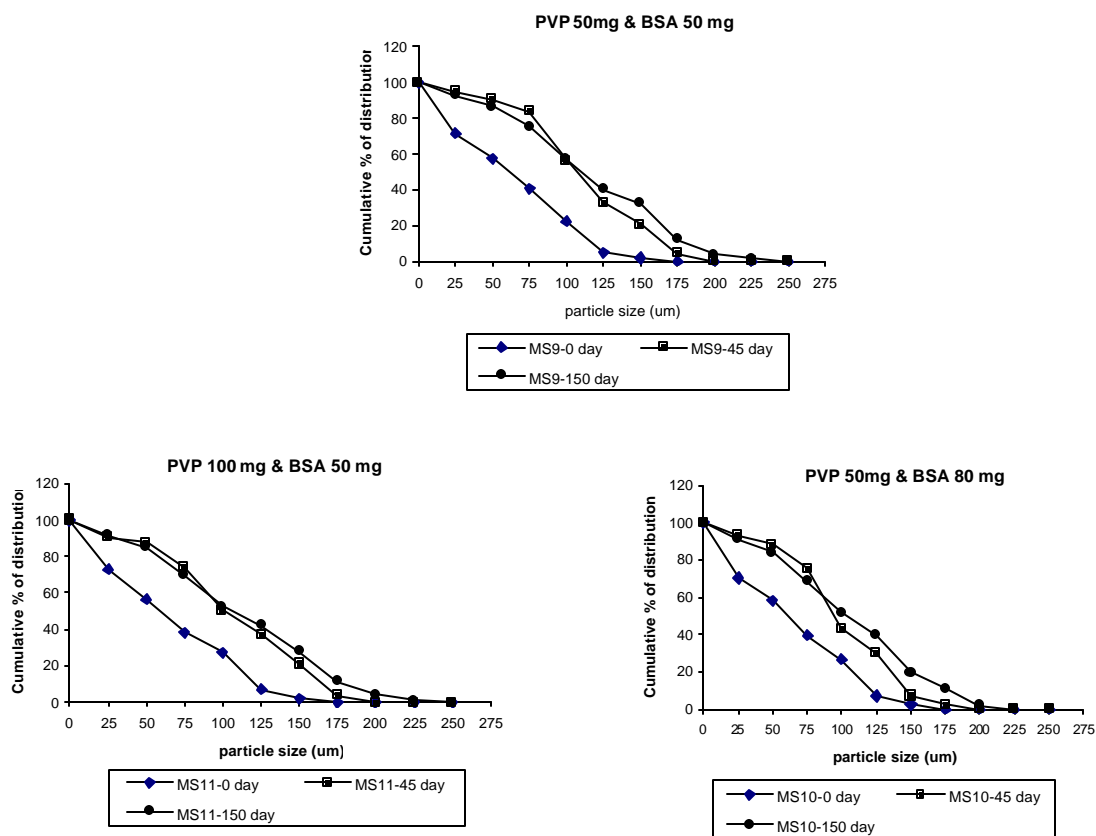 PVP 50mg & BSA 50 mg
Cumulative % of distribution
120
100
80
60
40
20
0
0 25 50 75 100 125 150 175 200 225 250 275
particle size (um)
MS9-0 day MS9-45 day
MS9-150 day
PVP 100 mg & BSA 50 mg
Cumulative % of distribution
120
100
80
60
40
20
0
0 25 50 75 100 125 150 175 200 225 250 275
particle size (um)
MS11-0 day MS11-45 day
MS11-150 day
PVP 50mg & BSA 80 mg
Cumulative % of distribution
120
100
80
60
40
20
0
0 25 50 75 100 125 150 175 200 225 250 275
particle size (um)
MS10-0 day MS10-45 day
MS10-150 day